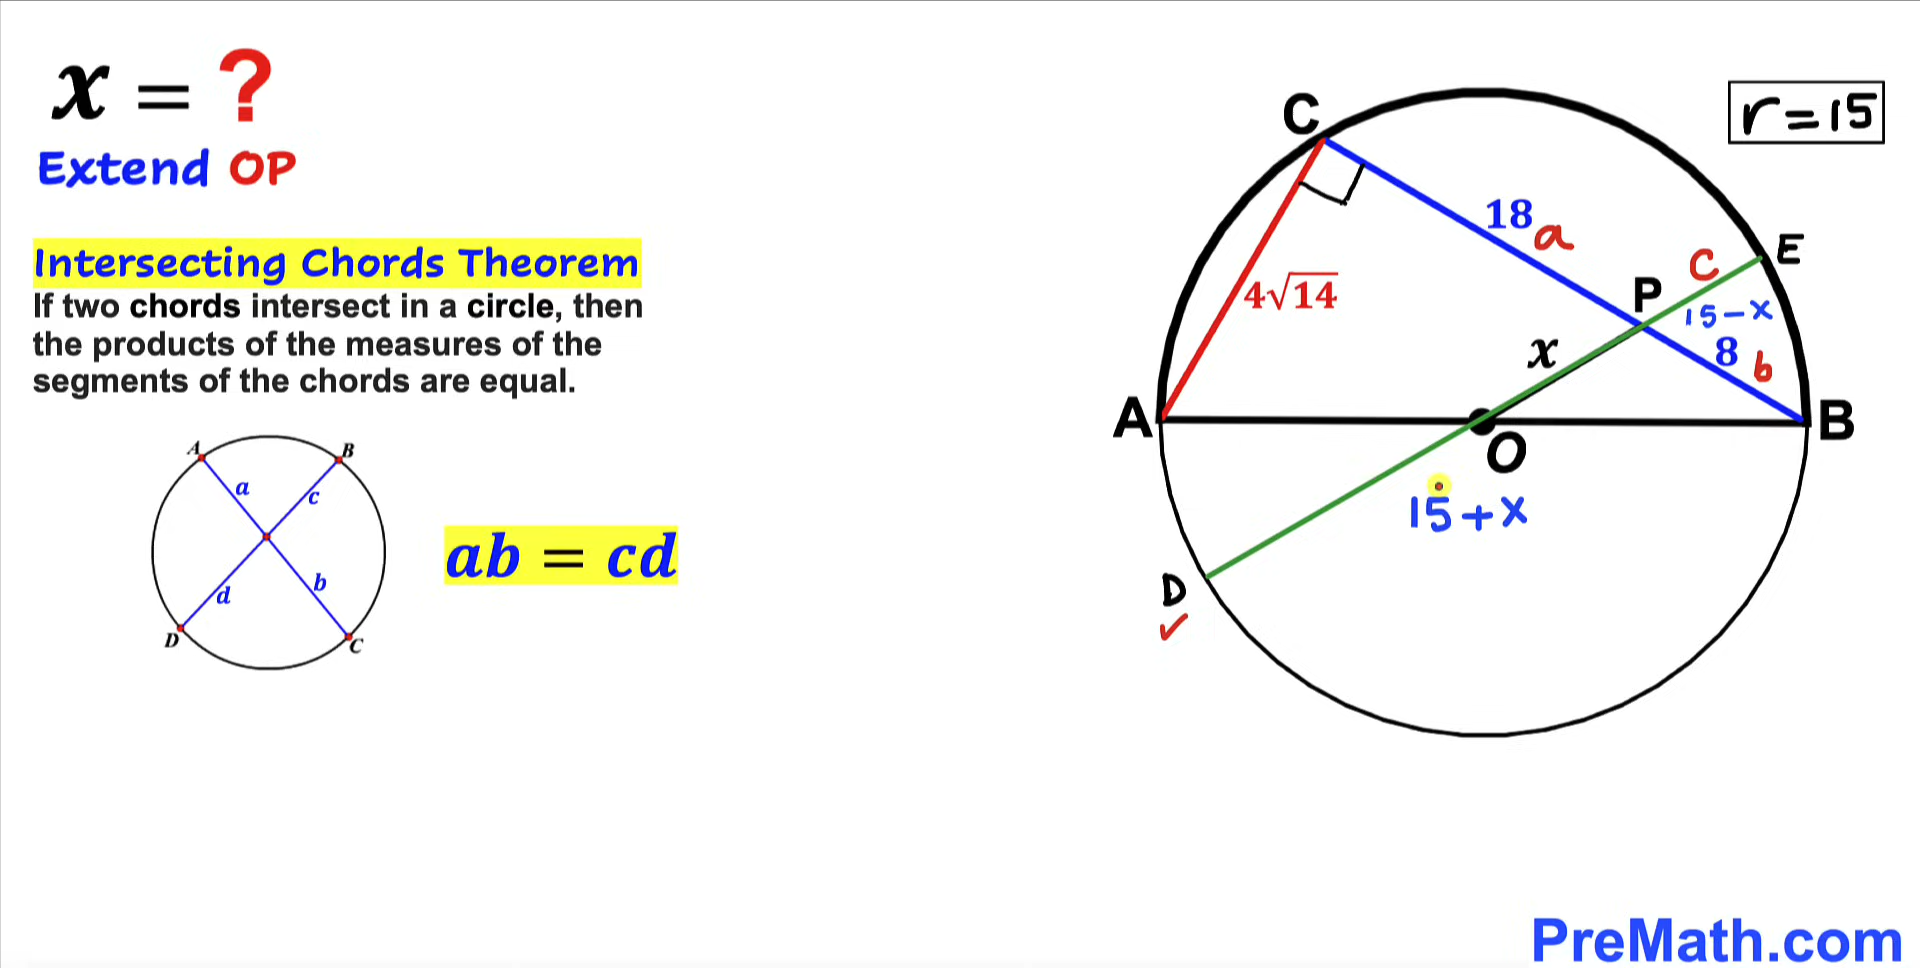 x = ?
Extend OP
Intersecting Chords Theorem
If two chords intersect in a circle, then
the products of the measures of the
segments of the chords are equal.
A
B
a
c
d
b
D
C
ab = cd
r=15
C
18
a
E
c
4√14
P
15-x
x
8
b
A
B
O
15+x
D
PreMath.com